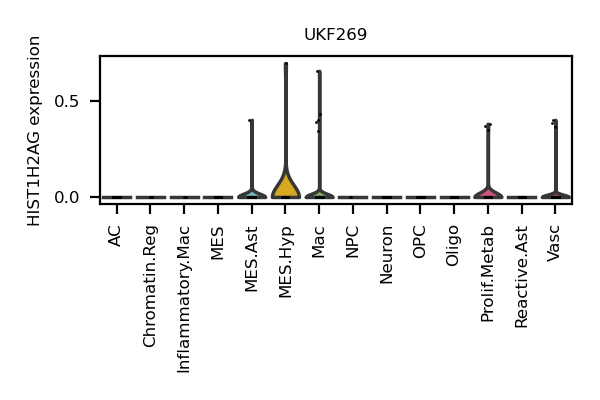 UKF269
HIST1H2AG expression
0.5
0.0
AC
Chromatin.Reg
Inflammatory.Mac
MES
MES.Ast
MES.Hyp
Mac
NPC
Neuron
OPC
Oligo
Prolif.Metab
Reactive.Ast
Vasc